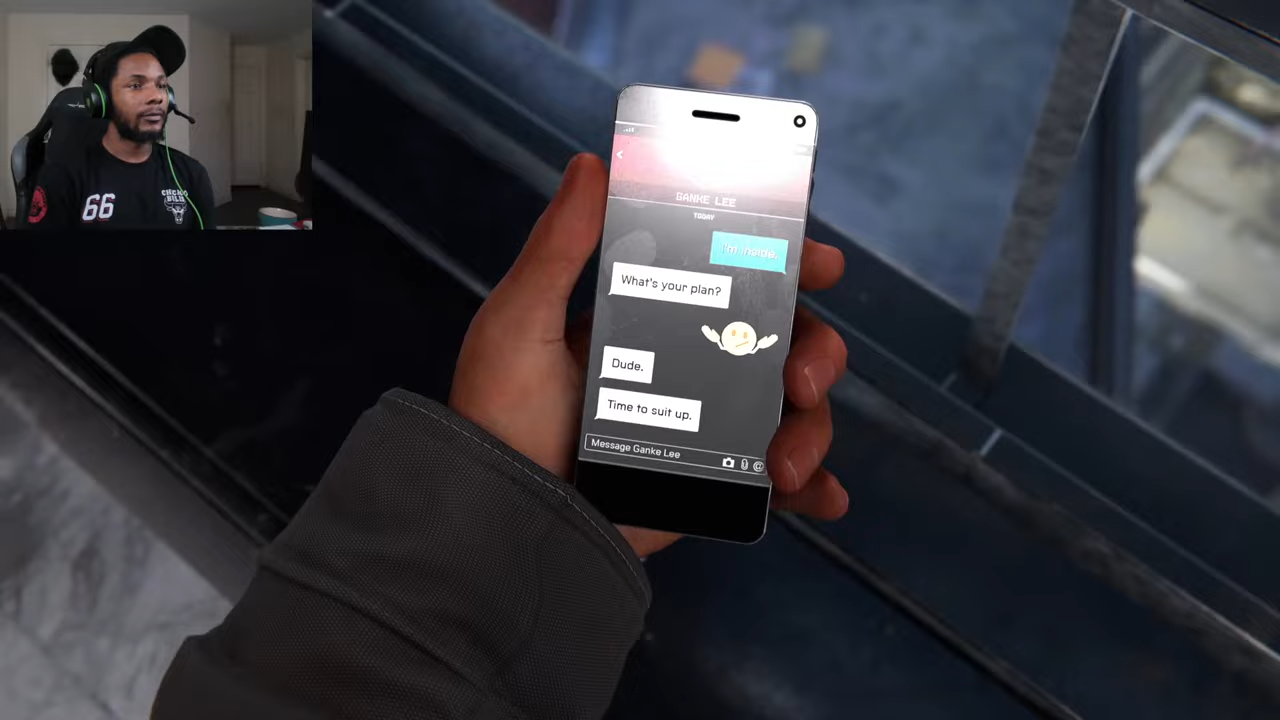 66
CHICAGO
BULLS
GANKE LEE
TODAY
I'm inside.
What's your plan?
Dude.
Time to suit up.
Message Ganke Lee